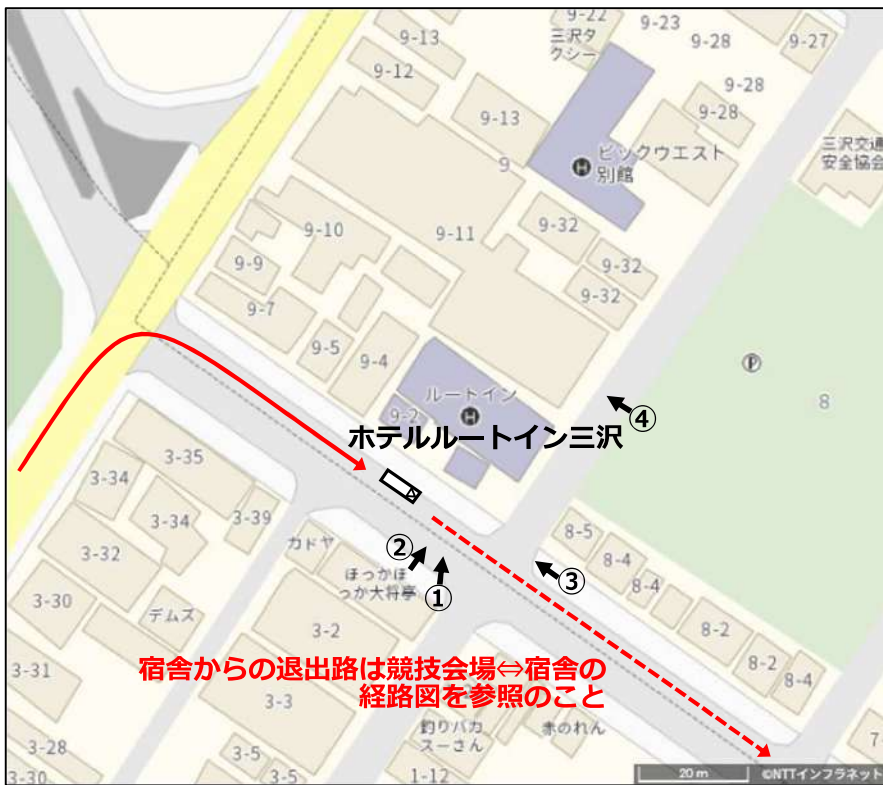 9-22
三沢タ
クシー
9-23
9-28
9-27
9-13
9-12
9-28
9-28
9-13
三沢交通
安全協会
ビックウエスト
別館
9
9-10
9-11
9-32
9-32
9-32
9-9
9-7
9-5
9-4
ルートイン
9-2
8
ホテルルートイン三沢
④
3-35
3-34
3-34
3-39
3-32
カドヤ
②
①
③
8-5
8-4
8-4
ほっかほ
っか大将亭
3-30
デムズ
3-2
8-2
8-2
8-4
3-31
宿舎からの退出路は競技会場⇔宿舎の
経路図を参照のこと
3-3
釣りバカ
スーさん
赤のれん
3-28
3-30
3-5
3-5
1-12
7-
20 m
©NTTインフラネット